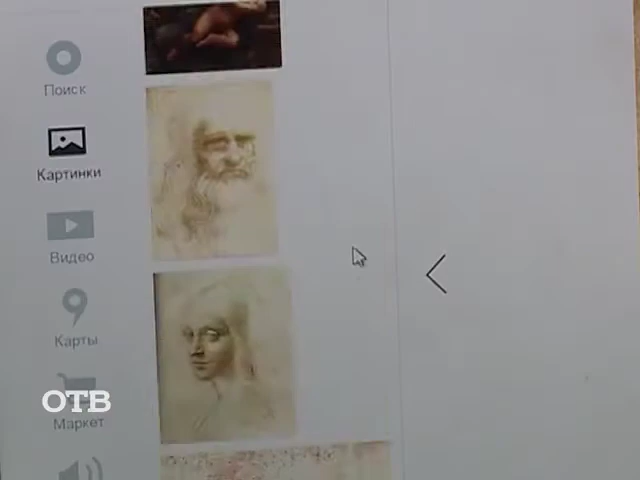 Поиск
Картинки
Видео
Карты
ОТВ
Маркет